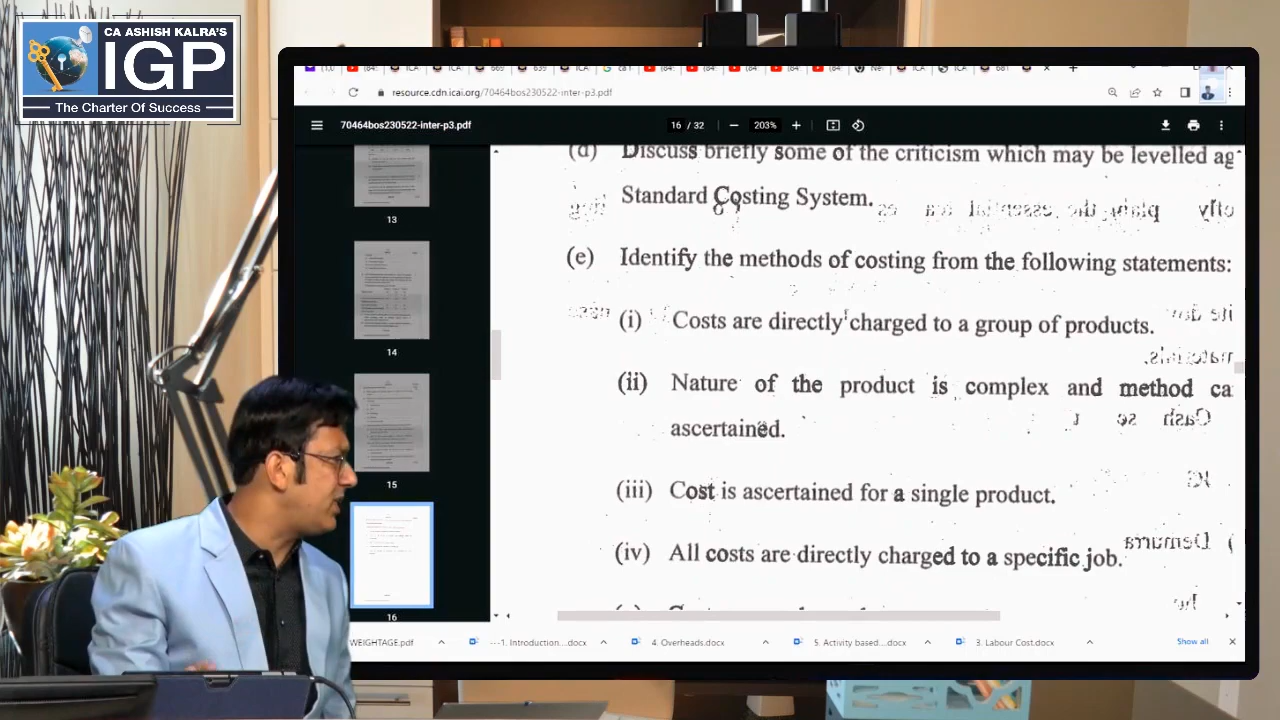 CA ASHISH KALRA'S
IGP
The Charter Of Success
resource.cdn.icai.org/70464bos230522-inter-p3.pdf
70464bos230522-inter-p3.pdf
16 / 32
203%
13
14
15
16
(d) Discuss briefly some of the criticism which may be levelled ag
Standard Costing System.
(e) Identify the methods of costing from the following statements:
(i) Costs are directly charged to a group of products.
(ii) Nature of the product is complex and method ca
ascertained.
(iii) Cost is ascertained for a single product.
(iv) All costs are directly charged to a specific job.
WEIGHTAGE.pdf
---1. Introduction....docx
4. Overheads.docx
5. Activity based....docx
3. Labour Cost.docx
Show all